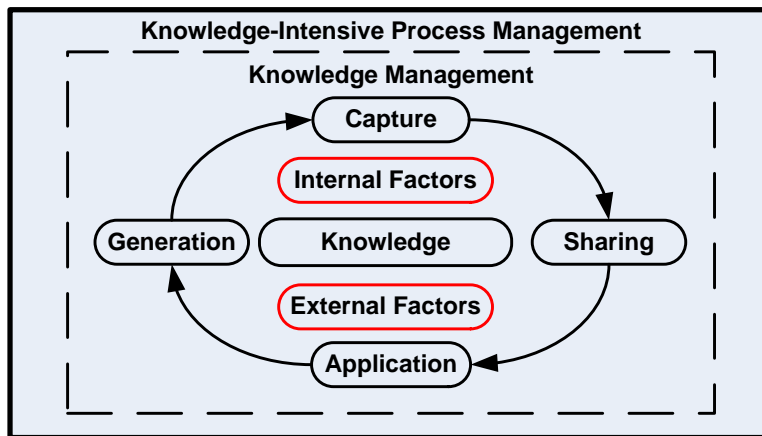 Knowledge-Intensive Process Management
Knowledge Management
Capture
Internal Factors
Generation
Knowledge
Sharing
External Factors
Application